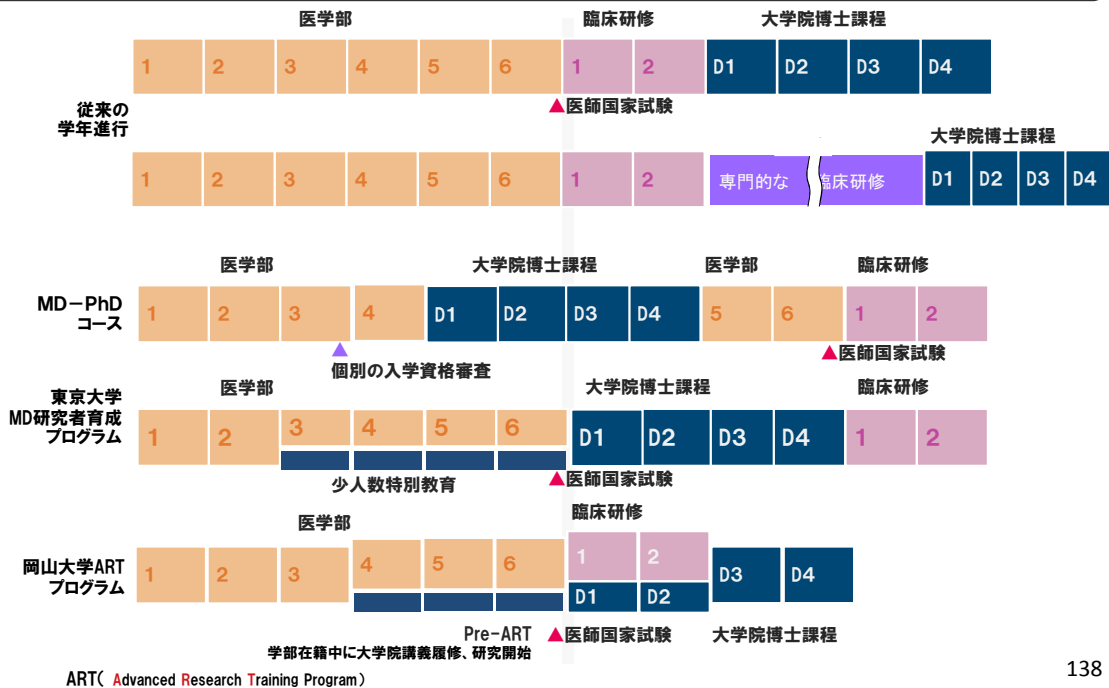 医学部 臨床研修 大学院博士課程
1 2 3 4 5 6 1 2 D1 D2 D3 D4
▲医師国家試験
従来の
学年進行
大学院博士課程
1 2 3 4 5 6 1 2 専門的な 臨床研修 D1 D2 D3 D4
医学部 大学院博士課程 医学部 臨床研修
MD−PhD
コース
1 2 3 4 D1 D2 D3 D4 5 6 1 2
▲医師国家試験
個別の入学資格審査
東京大学
MD研究者育成
プログラム
医学部 大学院博士課程 臨床研修
1 2 3 4 5 6 D1 D2 D3 D4 1 2
少人数特別教育
▲医師国家試験
医学部 臨床研修
岡山大学ART
プログラム
1 2 3 4 5 6 1 2 D3 D4
D1 D2
Pre−ART ▲医師国家試験 大学院博士課程
学部在籍中に大学院講義履修、研究開始
ART( Advanced Research Training Program)
138